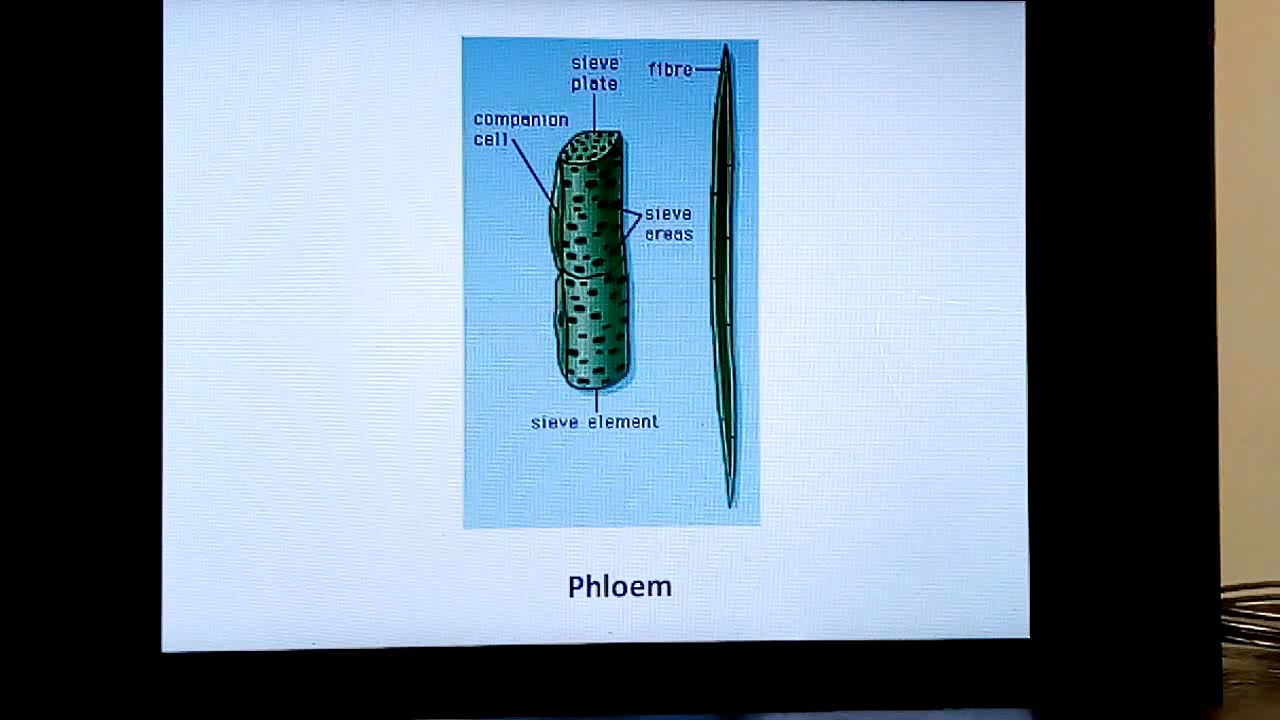 sieve
plate
fibre
companion
cell
sieve
areas
sieve element
Phloem